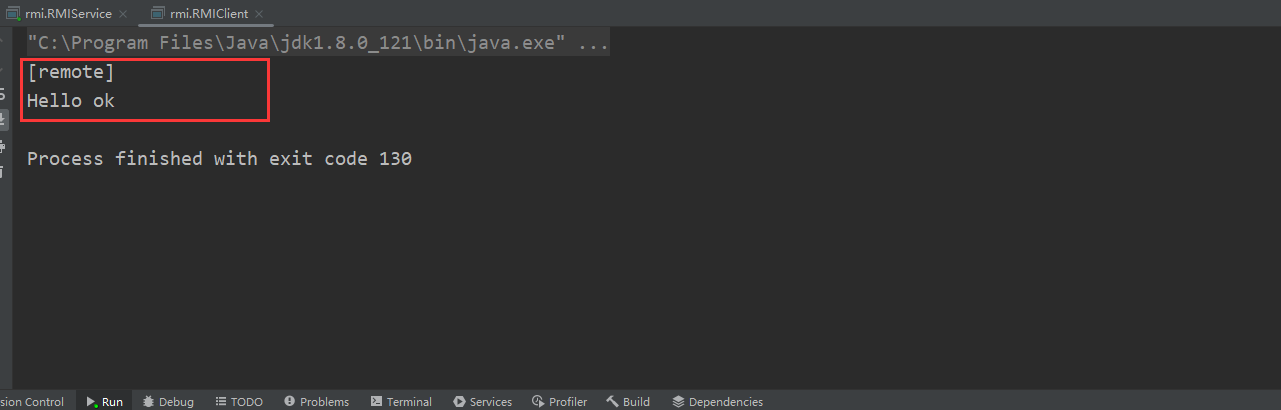 rmi.RMIService rmi.RMIClient
"C:\Program Files\Java\jdk1.8.0_121\bin\java.exe" ...
[remote]
Hello ok
Process finished with exit code 130
sion Control Run Debug TODO Problems Terminal Services Profiler Build Dependencies